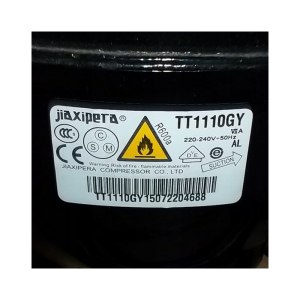 jiaxipera
R600a
TT1110GY
220-240V~50Hz
AL
CCC
C
S M
SUCTION
Warning Risk of fire / flammable materials
JIAXIPERA COMPRESSOR CO., LTD
TT1110GY15072204688